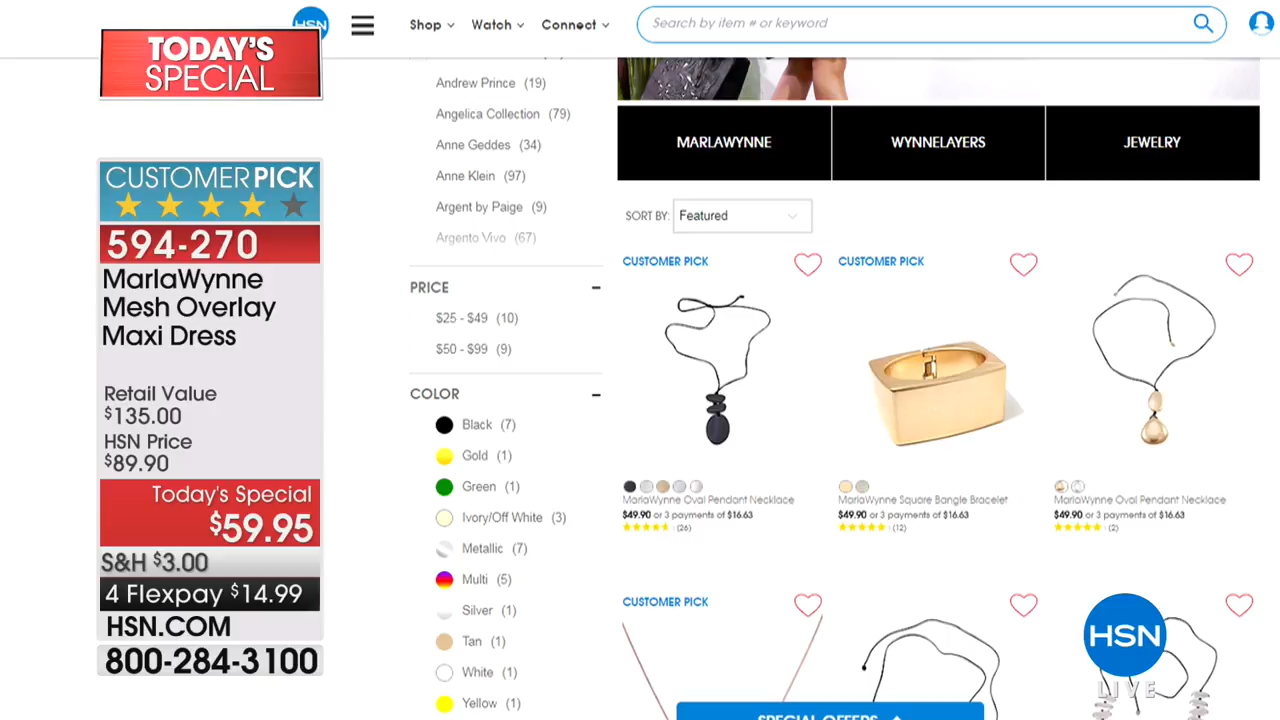 HSN
TODAY'S
SPECIAL
Shop
Watch
Connect
Search by item # or keyword
CUSTOMER PICK
594-270
MarlaWynne
Mesh Overlay
Maxi Dress
Retail Value
$135.00
HSN Price
$89.90
Today's Special
$59.95
S&H $3.00
4 Flexpay $14.99
HSN.COM
800-284-3100
Andrew Prince (19)
Angelica Collection (79)
Anne Geddes (34)
Anne Klein (97)
Argent by Paige (9)
Argento Vivo (67)
PRICE
$25 - $49 (10)
$50 - $99 (9)
COLOR
Black (7)
Gold (1)
Green (1)
Ivory/Off White (3)
Metallic (7)
Multi (5)
Silver (1)
Tan (1)
White (1)
Yellow (1)
MARLAWYNNE
WYNNELAYERS
JEWELRY
SORT BY: Featured
CUSTOMER PICK
MarlaWynne Oval Pendant Necklace
$49.90 or 3 payments of $16.63
(26)
CUSTOMER PICK
MarlaWynne Square Bangle Bracelet
$49.90 or 3 payments of $16.63
(12)
MarlaWynne Oval Pendant Necklace
$49.90 or 3 payments of $16.63
(2)
CUSTOMER PICK
SPECIAL OFFERS
HSN
LIVE